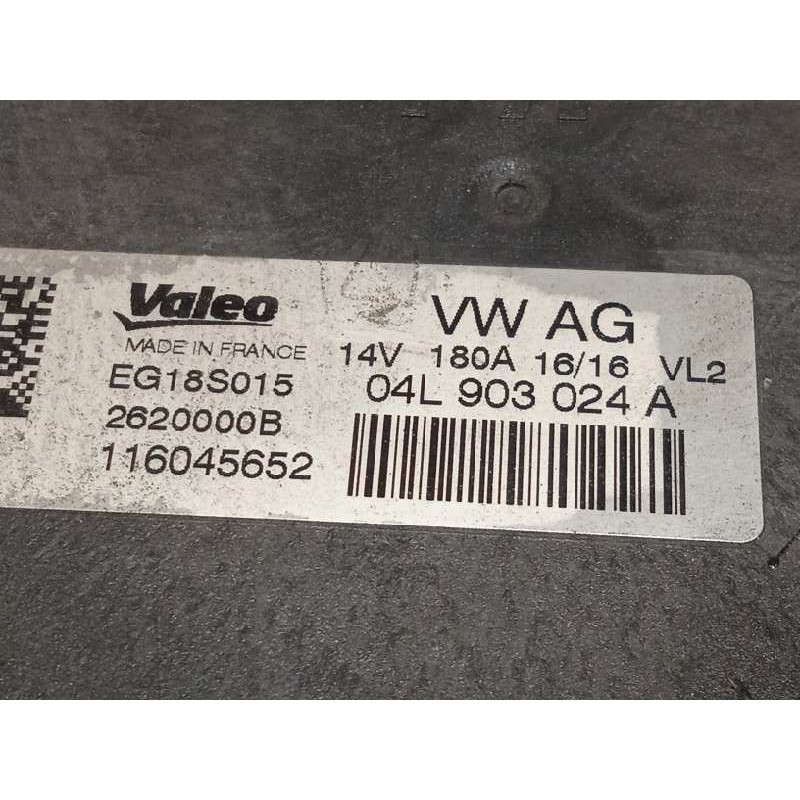 Valeo
MADE IN FRANCE
EG18S015
2620000B
116045652
VW AG
14V 180A 16/16 VL2
04L 903 024 A